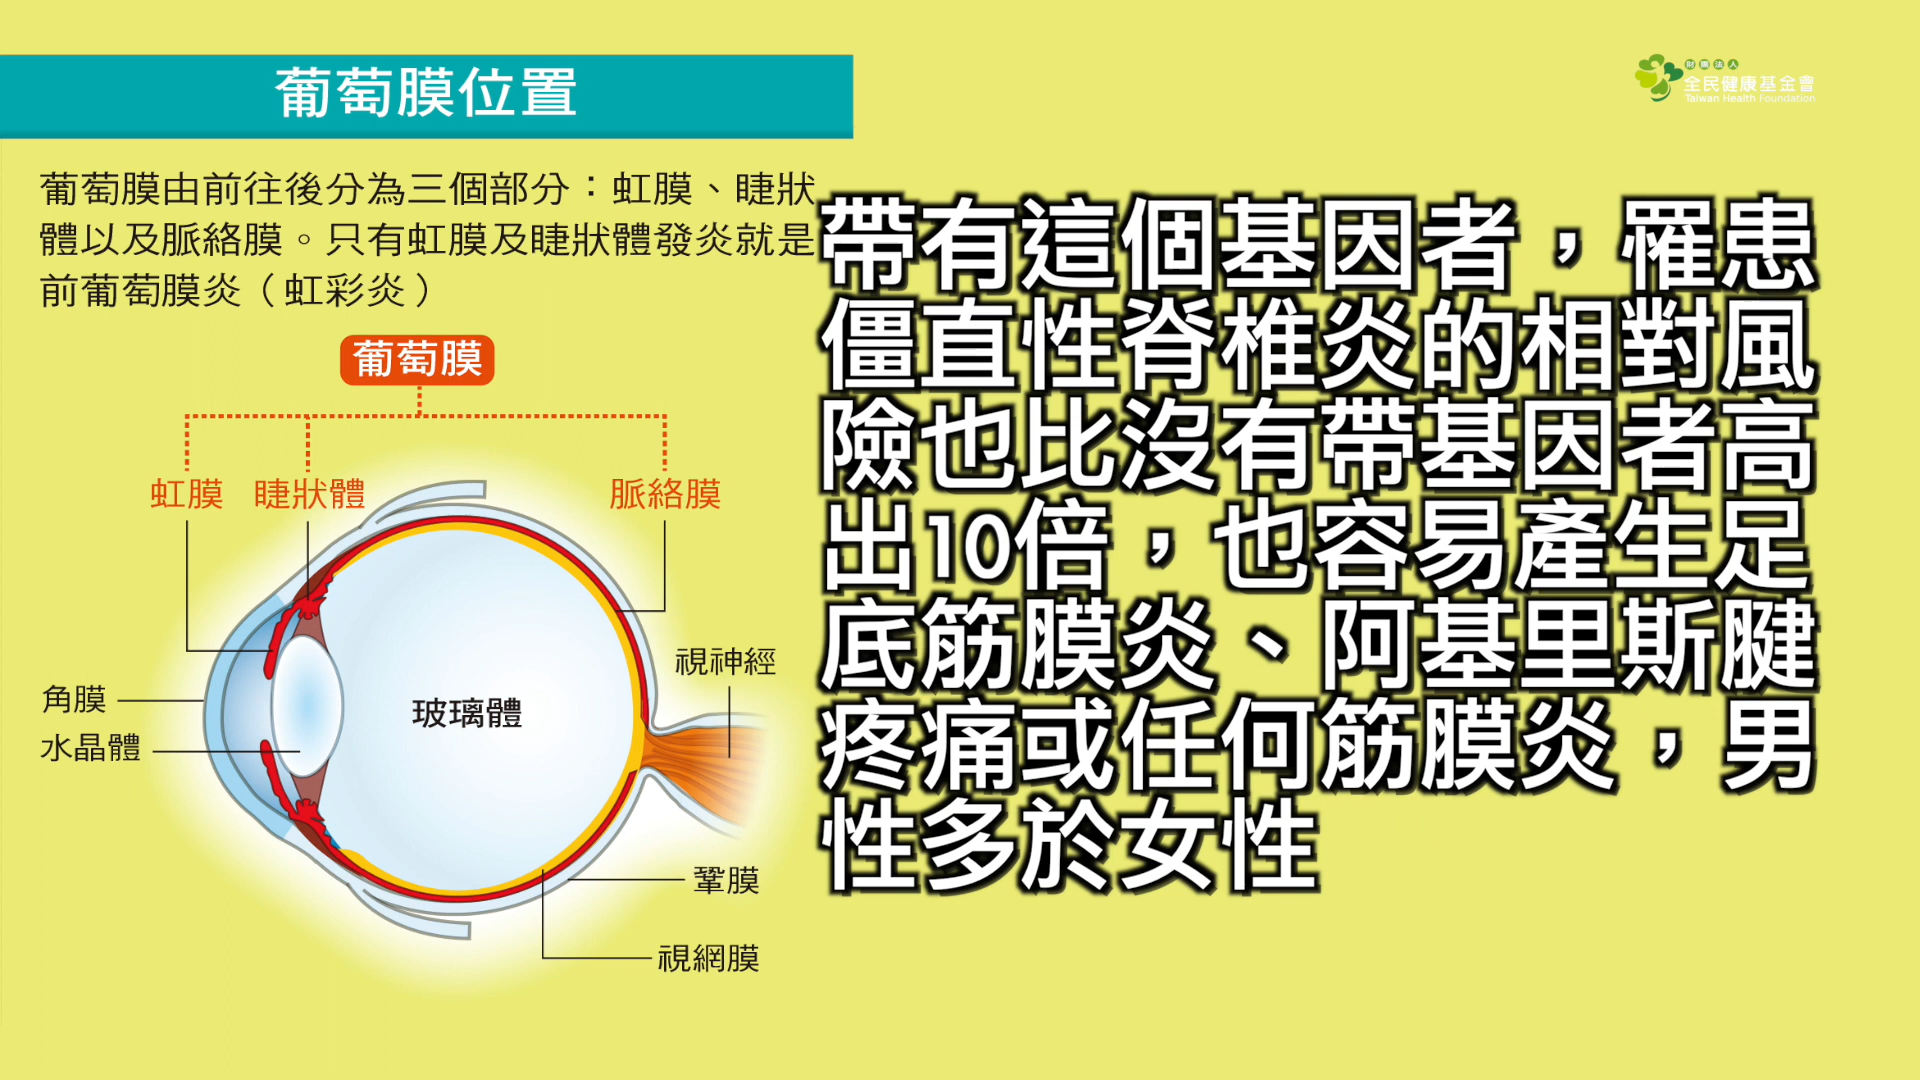 葡萄膜位置
財團法人
全民健康基金會
Taiwan Health Foundation
葡萄膜由前往後分為三個部分：虹膜、睫狀
體以及脈絡膜。只有虹膜及睫狀體發炎就是
前葡萄膜炎（虹彩炎）
帶有這個基因者，罹患
僵直性脊椎炎的相對風
險也比沒有帶基因者高
出10倍，也容易產生足
底筋膜炎、阿基里斯腱
疼痛或任何筋膜炎，男
性多於女性
葡萄膜
虹膜
睫狀體
脈絡膜
視神經
角膜
玻璃體
水晶體
鞏膜
視網膜